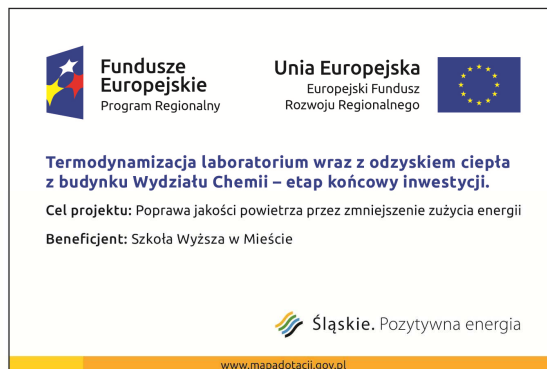 Fundusze
Europejskie
Program Regionalny
Unia Europejska
Europejski Fundusz
Rozwoju Regionalnego
Termodynamizacja laboratorium wraz z odzyskiem ciepła
z budynku Wydziału Chemii – etap końcowy inwestycji.
Cel projektu: Poprawa jakości powietrza przez zmniejszenie zużycia energii
Beneficjent: Szkoła Wyższa w Mieście
Śląskie. Pozytywna energia
www.mapadotacji.gov.pl